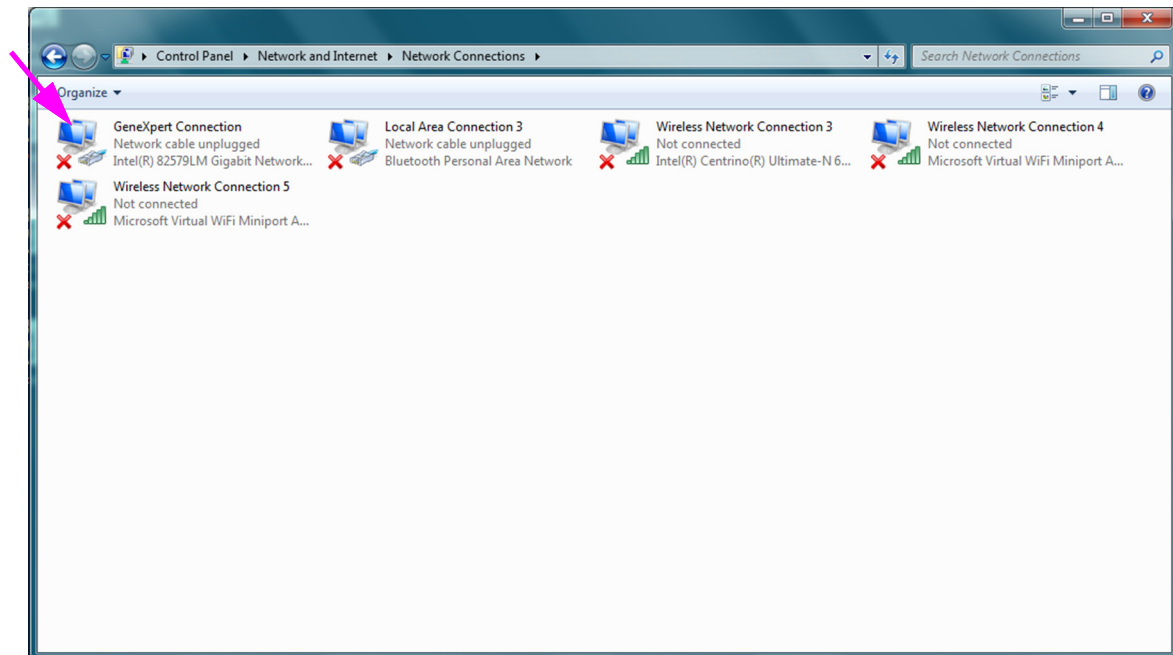 Control Panel Network and Internet Network Connections
Search Network Connections
Organize
GeneXpert Connection
Network cable unplugged
Intel(R) 82579LM Gigabit Network...
Local Area Connection 3
Network cable unplugged
Bluetooth Personal Area Network
Wireless Network Connection 3
Not connected
Intel(R) Centrino(R) Ultimate-N 6...
Wireless Network Connection 4
Not connected
Microsoft Virtual WiFi Miniport A...
Wireless Network Connection 5
Not connected
Microsoft Virtual WiFi Miniport A...